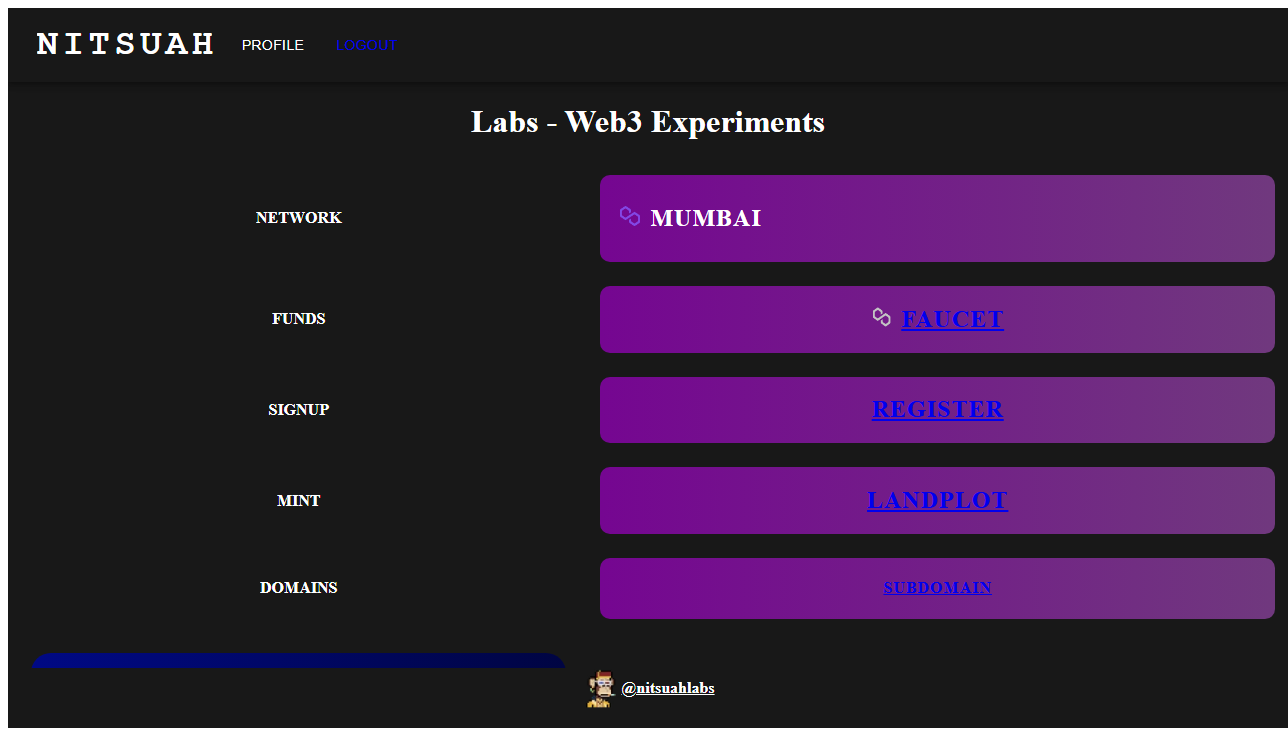 NITSUAH PROFILE LOGOUT
Labs - Web3 Experiments
NETWORK MUMBAI
FUNDS FAUCET
SIGNUP REGISTER
MINT LANDPLOT
DOMAINS SUBDOMAIN
@nitsuahlabs